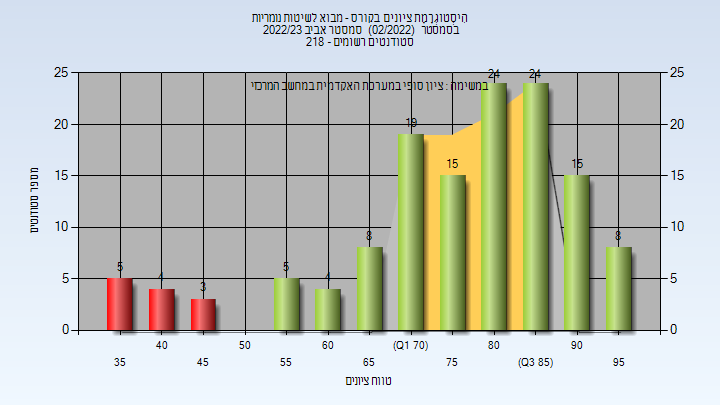 היסטוגרמת ציונים בקורס - מבוא לשיטות נומריות
בסמסטר (02/2022) סמסטר אביב 2022/23
סטודנטים רשומים - 218
במשימה : ציון סופי במערכת האקדמית במחשב המרכזי
מספר סטודנטים
25 25
20 20
15 15
10 10
5 5
0 0
5 4 3 5 4 8 19 15 24 24 15 8
40 50 60 (Q1 70) 80 90
35 45 55 65 75 (Q3 85) 95
טווח ציונים